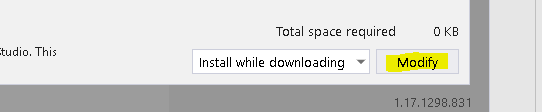 Total space required 0 KB
Studio. This
Install while downloading Modify
1.17.1298.831